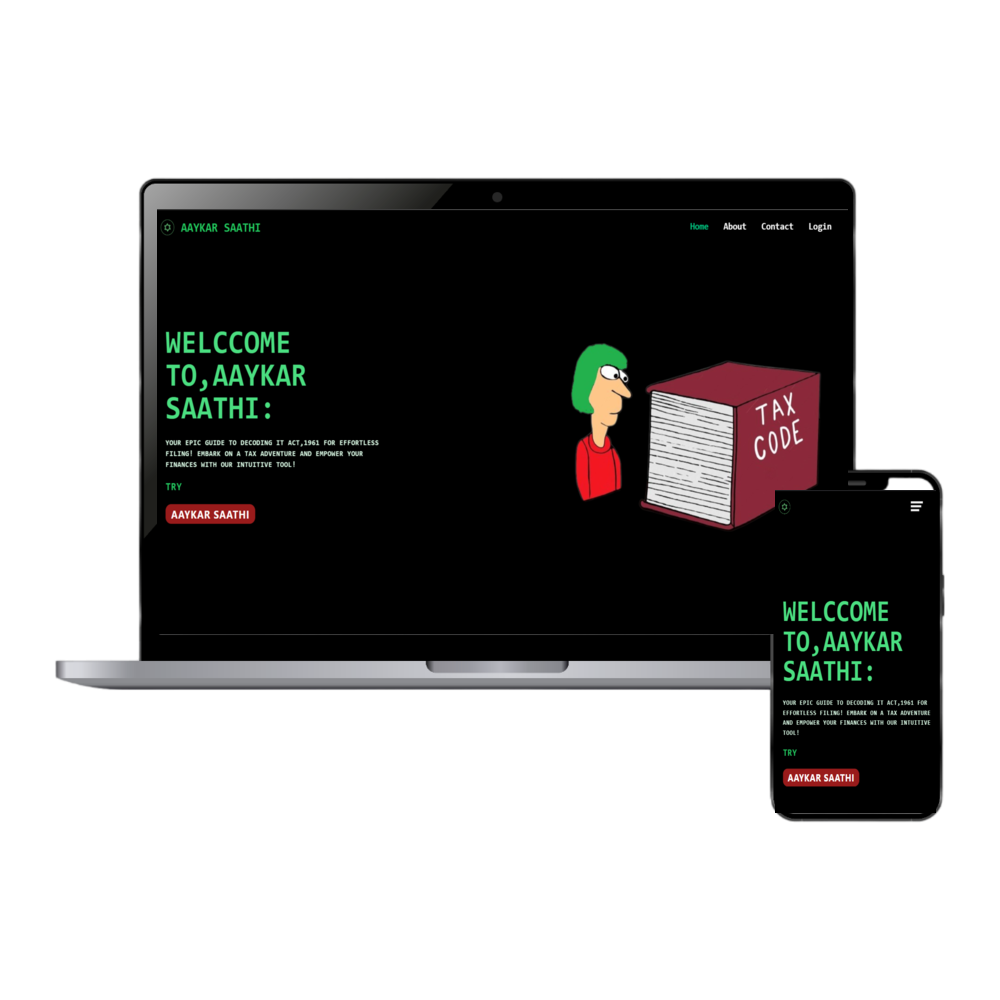 AAYKAR SAATHI
Home About Contact Login
WELCCOME
TO,AAYKAR
SAATHI:
YOUR EPIC GUIDE TO DECODING IT ACT,1961 FOR EFFORTLESS
FILING! EMBARK ON A TAX ADVENTURE AND EMPOWER YOUR
FINANCES WITH OUR INTUITIVE TOOL!
TRY
AAYKAR SAATHI
TAX
CODE
WELCCOME
TO,AAYKAR
SAATHI:
YOUR EPIC GUIDE TO DECODING IT ACT,1961 FOR
EFFORTLESS FILING! EMBARK ON A TAX ADVENTURE
AND EMPOWER YOUR FINANCES WITH OUR INTUITIVE
TOOL!
TRY
AAYKAR SAATHI